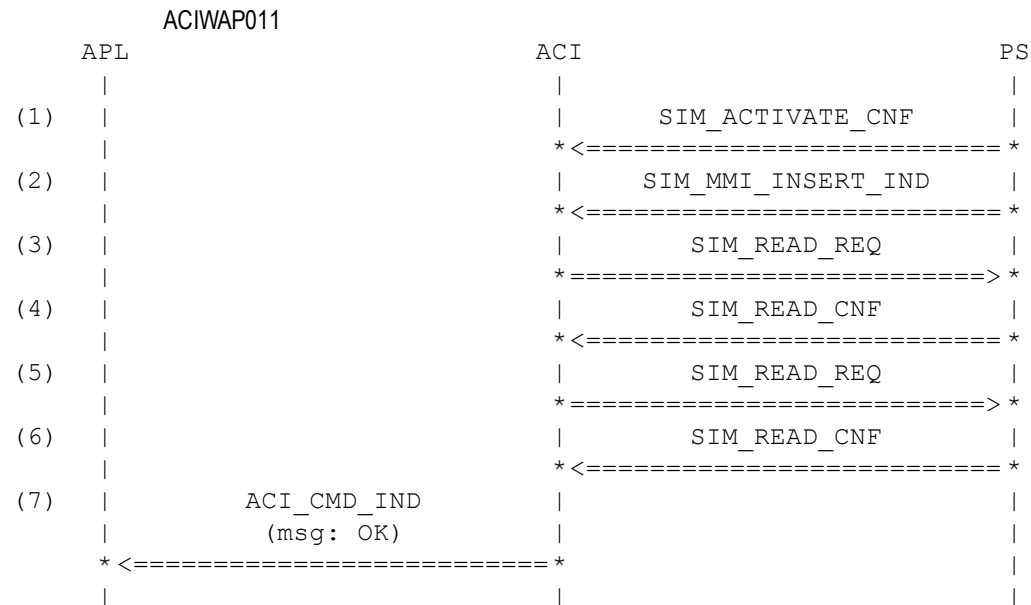 ACIWAP011
APL ACI PS
| | |
(1) | | SIM_ACTIVATE_CNF |
| *<========================== *
(2) | | SIM_MMI_INSERT_IND |
| *<========================== *
(3) | | SIM_READ_REQ |
| *==========================> *
(4) | | SIM_READ_CNF |
| *<========================== *
(5) | | SIM_READ_REQ |
| *==========================> *
(6) | | SIM_READ_CNF |
| *<========================== *
(7) | ACI_CMD_IND | |
| (msg: OK) | |
*<========================== * |
| | |